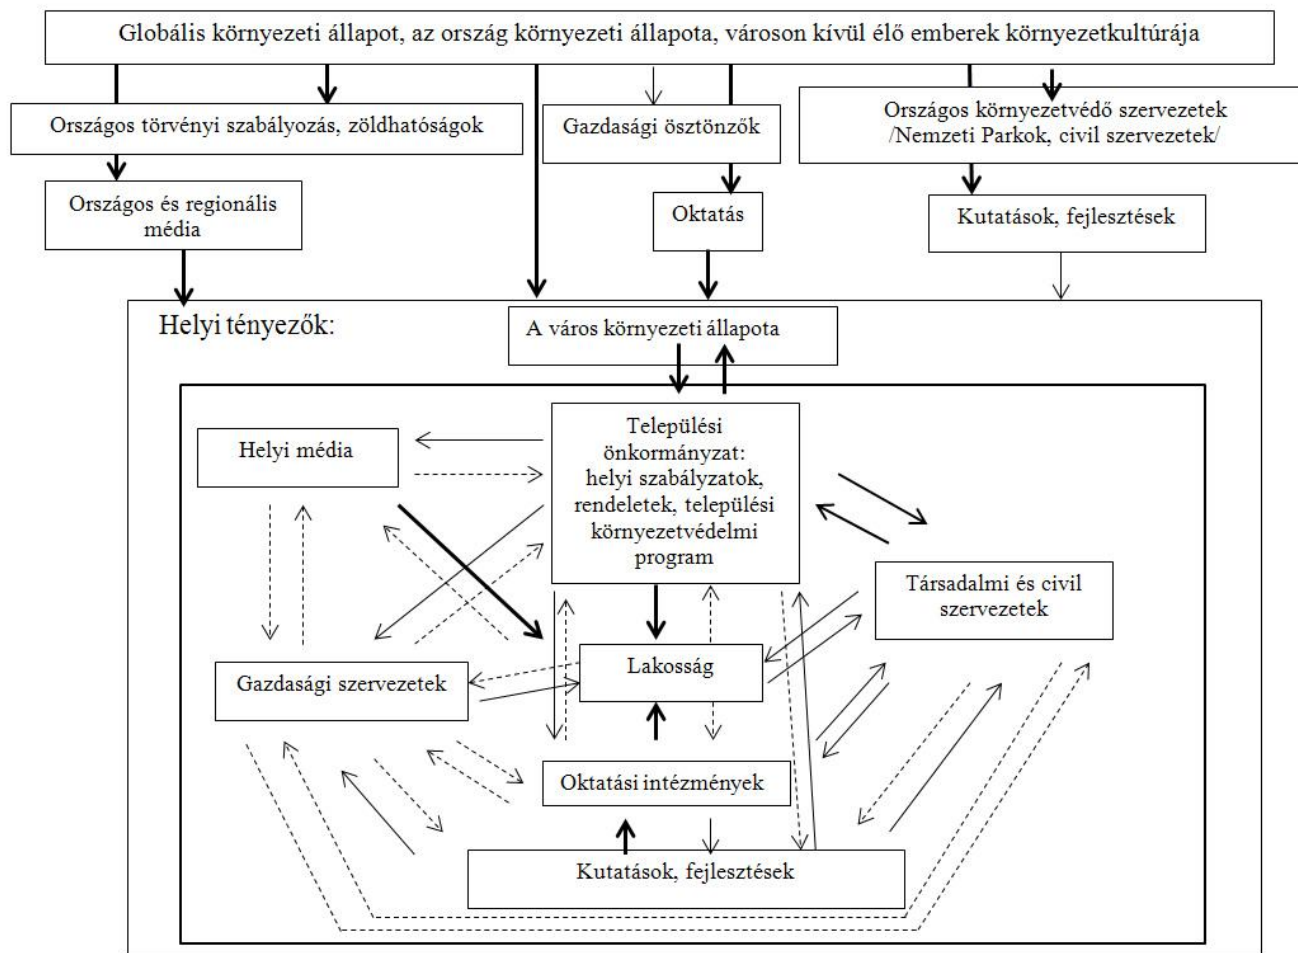 Globális környezeti állapot, az ország környezeti állapota, városon kívül élő emberek környezetkultúrája
Országos törvényi szabályozás, zöldhatóságok
Gazdasági ösztönzők
Országos környezetvédő szervezetek
/Nemzeti Parkok, civil szervezetek/
Országos és regionális
média
Oktatás
Kutatások, fejlesztések
Helyi tényezők:
A város környezeti állapota
Helyi média
Települési
önkormányzat:
helyi szabályzatok,
rendeletek, települési
környezetvédelmi
program
Társadalmi és civil
szervezetek
Gazdasági szervezetek
Lakosság
Oktatási intézmények
Kutatások, fejlesztések